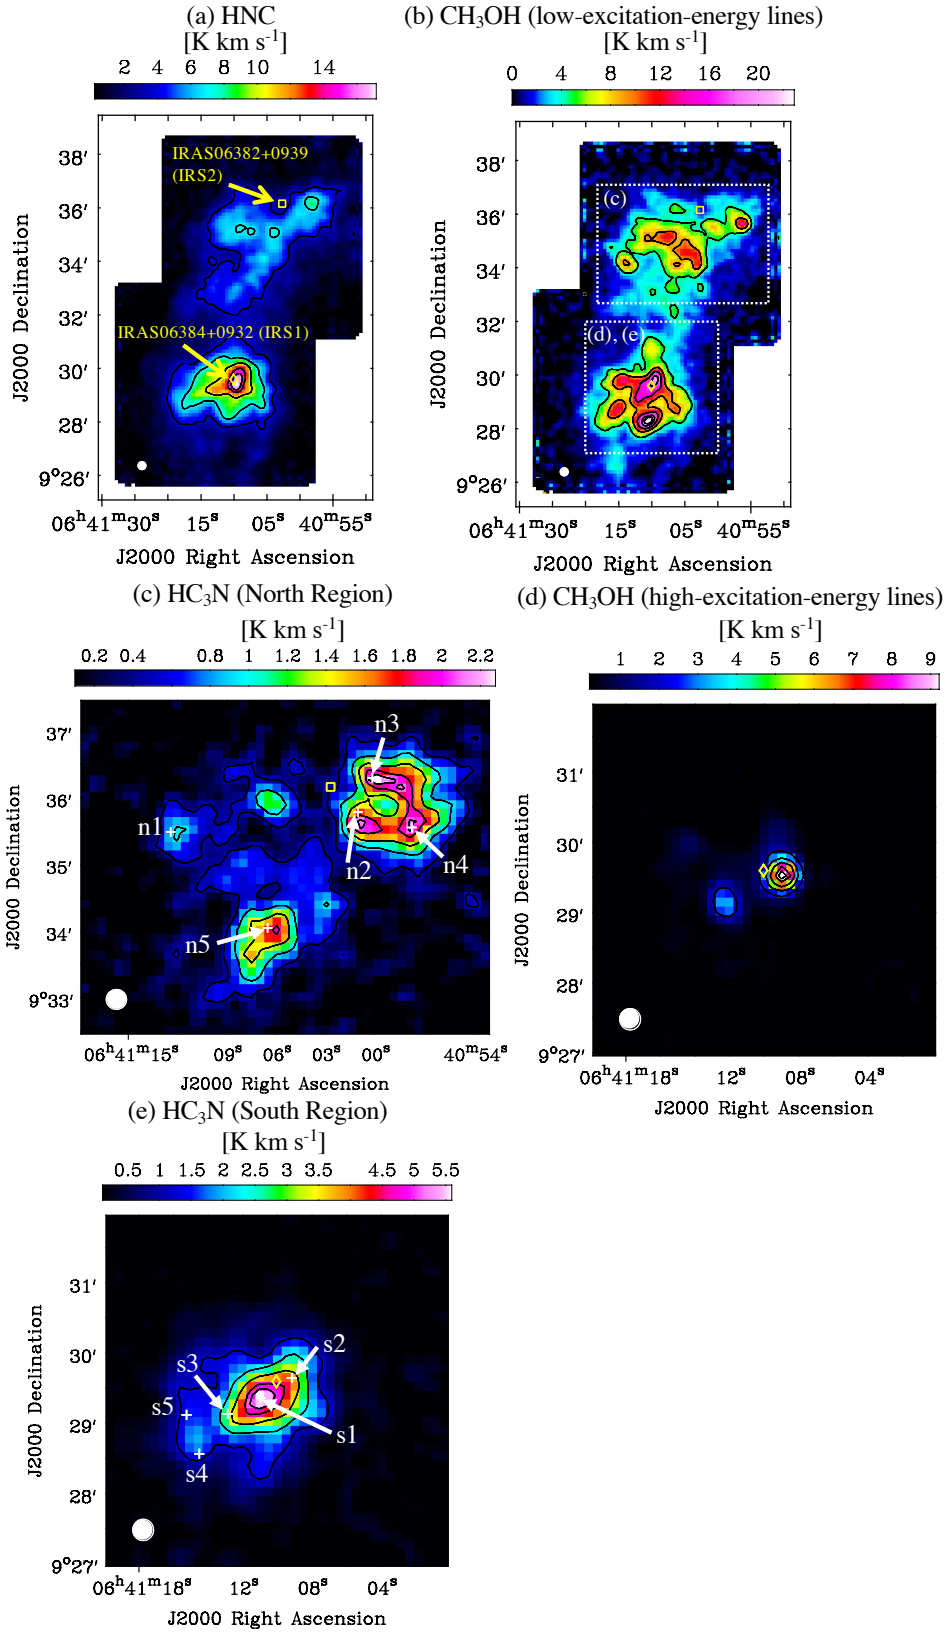 (a) HNC
[K km s-1]
2 6 10 14
38′
36′
34′
32′
30′
28′
9°26′
J2000 Declination
IRAS06382+0939
(IRS2)
IRAS06384+0932 (IRS1)
06h41m30s 15s 05s 40m55s
J2000 Right Ascension
(b) CH3OH (low-excitation-energy lines)
[K km s-1]
0 4 8 12 16 20
38′
36′
34′
32′
30′
28′
9°26′
J2000 Declination
(c)
(d), (e)
06h41m30s 15s 05s 40m55s
J2000 Right Ascension
(c) HC3N (North Region)
[K km s-1]
0.2 0.4 0.8 1 1.2 1.4 1.6 1.8 2 2.2
37′
36′
35′
34′
9°33′
J2000 Declination
n3
n1
n2
n4
n5
06h41m15s 09s 06s 03s 00s 40m54s
J2000 Right Ascension
(d) CH3OH (high-excitation-energy lines)
[K km s-1]
1 2 3 4 5 6 7 8 9
31′
30′
29′
28′
9°27′
J2000 Declination
06h41m18s 12s 08s 04s
J2000 Right Ascension
(e) HC3N (South Region)
[K km s-1]
0.5 1 1.5 2 2.5 3 3.5 4.5 5 5.5
31′
30′
29′
28′
9°27′
J2000 Declination
s2
s3
s5
s1
s4
06h41m18s 12s 08s 04s
J2000 Right Ascension